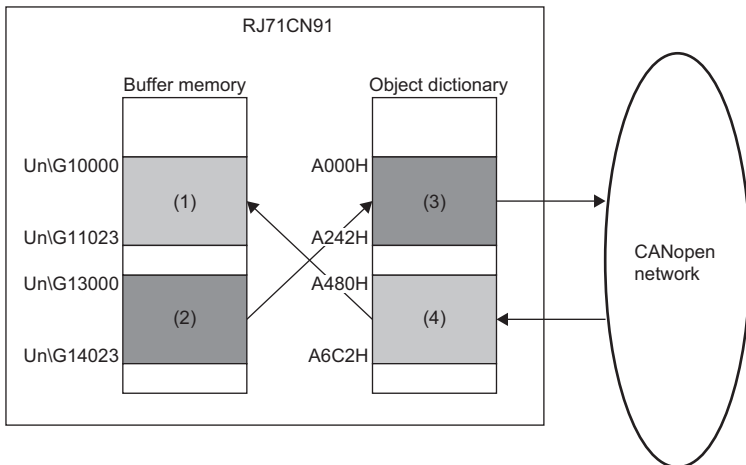 RJ71CN91
Buffer memory
Object dictionary
Un\G10000
A000H
(1)
(3)
Un\G11023
A242H
CANopen
network
Un\G13000
A480H
(2)
(4)
Un\G14023
A6C2H